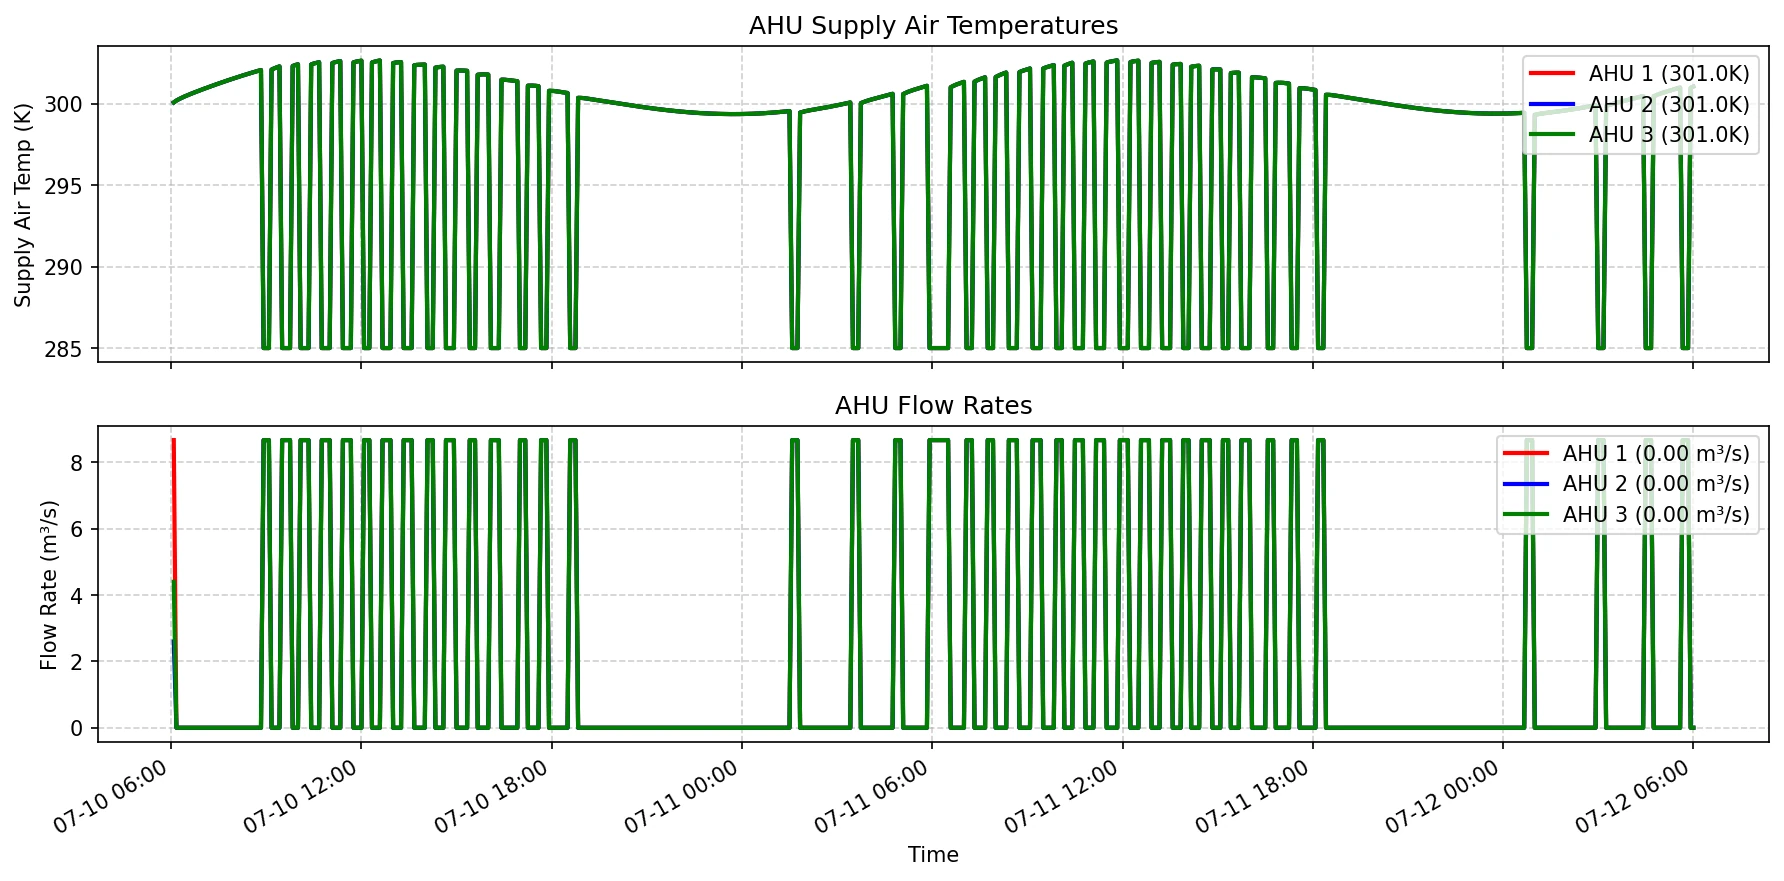 AHU Supply Air Temperatures
Supply Air Temp (K)
300
295
290
285
AHU 1 (301.0K)
AHU 2 (301.0K)
AHU 3 (301.0K)
AHU Flow Rates
Flow Rate (m³/s)
8
6
4
2
0
AHU 1 (0.00 m³/s)
AHU 2 (0.00 m³/s)
AHU 3 (0.00 m³/s)
07-10 06:00
07-10 12:00
07-10 18:00
07-11 00:00
07-11 06:00
07-11 12:00
07-11 18:00
07-12 00:00
07-12 06:00
Time